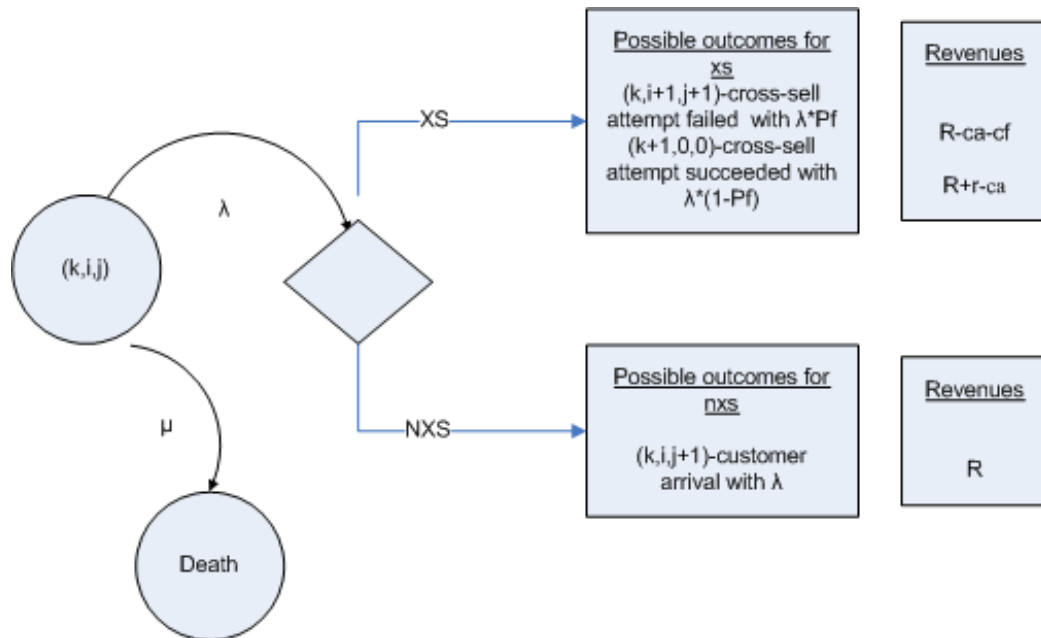 (k,i,j)
λ
μ
Death
XS
NXS
Possible outcomes for
xs
(k,i+1,j+1)-cross-sell
attempt failed  with λ*Pf
(k+1,0,0)-cross-sell
attempt succeeded with
λ*(1-Pf)
Revenues
R-ca-cf
R+r-ca
Possible outcomes for
nxs
(k,i,j+1)-customer
arrival with λ
Revenues
R